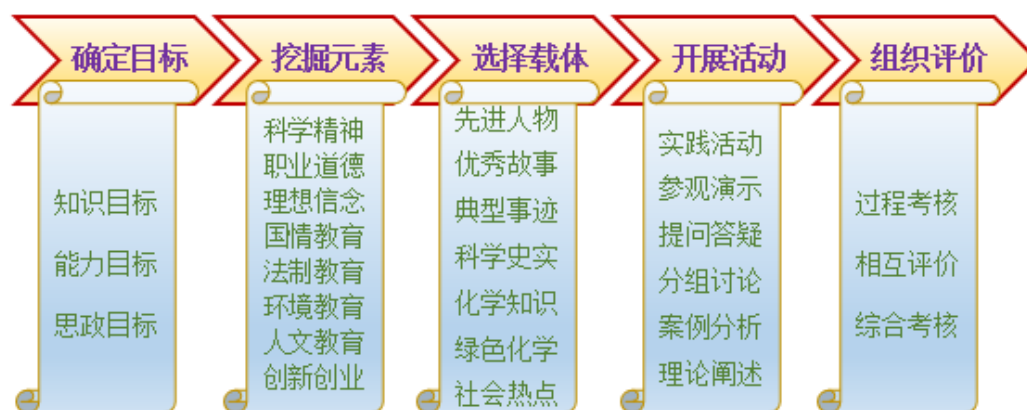 确定目标
挖掘元素
选择载体
开展活动
组织评价
知识目标
能力目标
思政目标
科学精神
职业道德
理想信念
国情教育
法制教育
环境教育
人文教育
创新创业
先进人物
优秀故事
典型事迹
科学史实
化学知识
绿色化学
社会热点
实践活动
参观演示
提问答疑
分组讨论
案例分析
理论阐述
过程考核
相互评价
综合考核